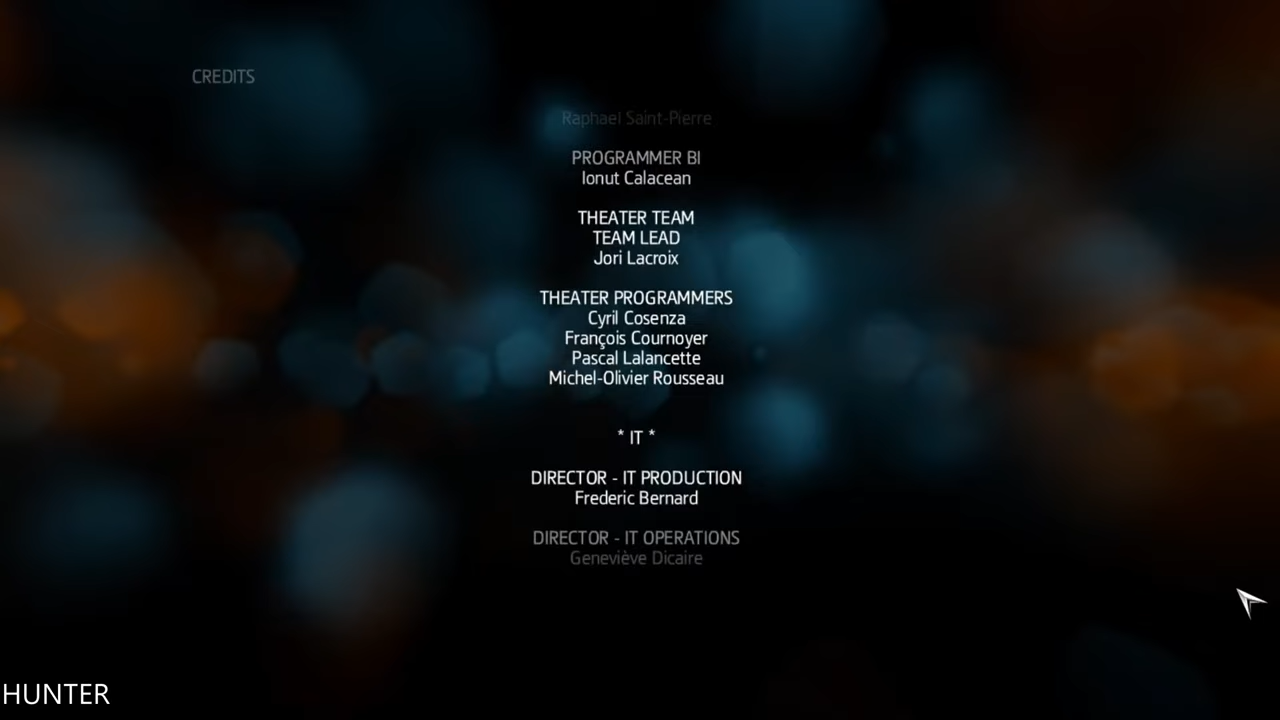 CREDITS
Raphael Saint-Pierre
PROGRAMMER BI
Ionut Calacean
THEATER TEAM
TEAM LEAD
Jori Lacroix
THEATER PROGRAMMERS
Cyril Cosenza
François Cournoyer
Pascal Lalancette
Michel-Olivier Rousseau
* IT *
DIRECTOR - IT PRODUCTION
Frederic Bernard
DIRECTOR - IT OPERATIONS
Geneviève Dicaire
HUNTER